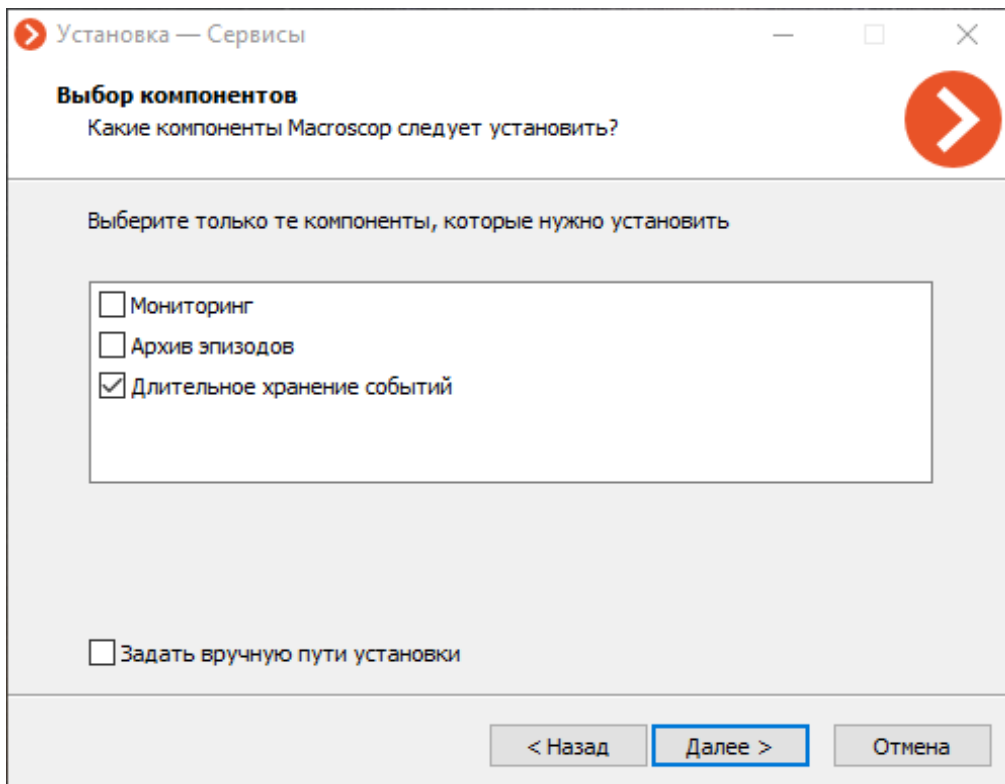 Установка — Сервисы
Выбор компонентов
Какие компоненты Macroscop следует установить?
Выберите только те компоненты, которые нужно установить
Мониторинг
Архив эпизодов
Длительное хранение событий
Задать вручную пути установки
< Назад
Далее >
Отмена